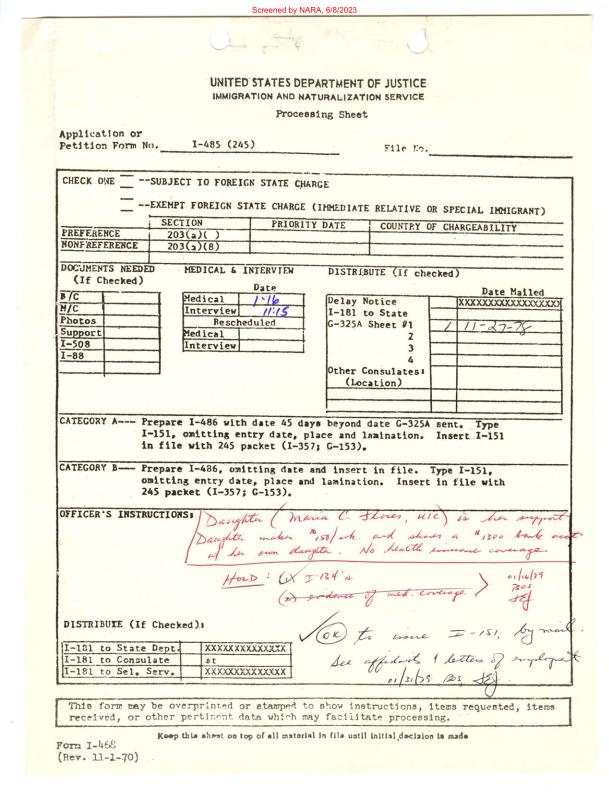 Screened by NARA, 6/8/2023
UNITED STATES DEPARTMENT OF JUSTICE
IMMIGRATION AND NATURALIZATION SERVICE
Processing Sheet
Application or
Petition Form No. I-485 (245) File No.
CHECK ONE __ --SUBJECT TO FOREIGN STATE CHARGE
__ --EXEMPT FOREIGN STATE CHARGE (IMMEDIATE RELATIVE OR SPECIAL IMMIGRANT)
SECTION PRIORITY DATE COUNTRY OF CHARGEABILITY
PREFERENCE 203(a)( )
NONPREFERENCE 203(a)(8)
DOCUMENTS NEEDED
(If Checked)
B/C
M/C
Photos
Support
I-508
I-88
MEDICAL & INTERVIEW
Date
Medical 1-16
Interview 11:15
Rescheduled
Medical
Interview
DISTRIBUTE (If checked)
Date Mailed
Delay Notice XXXXXXXXXXXXXXXXX
I-181 to State
G-325A Sheet #1 1 11-27-78
2
3
4
Other Consulates:
(Location)
CATEGORY A--- Prepare I-486 with date 45 days beyond date G-325A sent. Type
I-151, omitting entry date, place and lamination. Insert I-151
in file with 245 packet (I-357; G-153).
CATEGORY B--- Prepare I-486, omitting date and insert in file. Type I-151,
omitting entry date, place and lamination. Insert in file with
245 packet (I-357; G-153).
OFFICER'S INSTRUCTIONS: Daughter (Maria C. Flores, USC) is her support
Daughter makes $150/wk. and shares a $1300 bank acct
w/ her own daughter. No health insurance coverage.
HOLD: (1) I-134's
(2) evidence of med. coverage
01/16/79
BOS
DISTRIBUTE (If Checked):
I-181 to State Dept. XXXXXXXXXXXXX
I-181 to Consulate at
I-181 to Sel. Serv. XXXXXXXXXXXXX
OK to issue I-151, by mail.
See affidavits & letters of employment
01/31/79 BOS
This form may be overprinted or stamped to show instructions, items requested, items
received, or other pertinent data which may facilitate processing.
Keep this sheet on top of all material in file until initial decision is made
Form I-468
(Rev. 11-1-70)